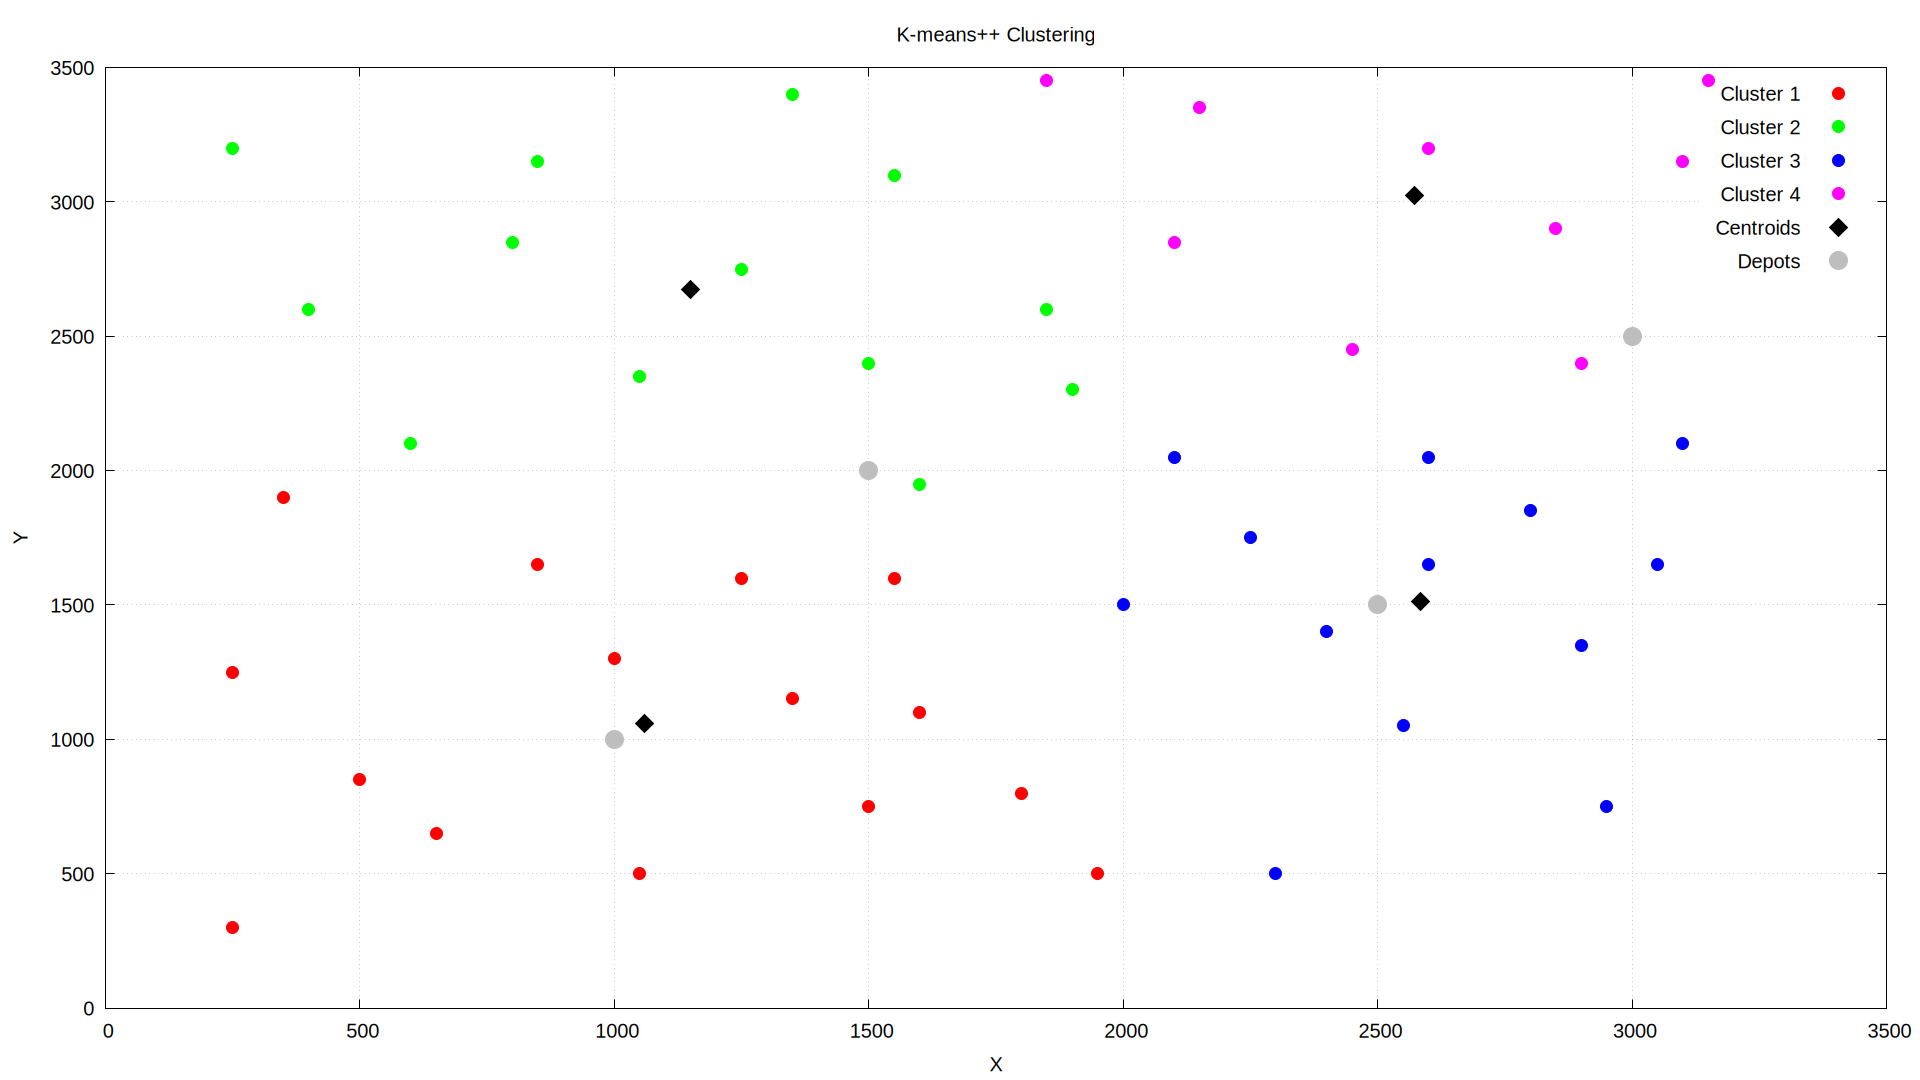 K-means++ Clustering
3500
3000
2500
2000
1500
1000
500
0
Y
Cluster 1
Cluster 2
Cluster 3
Cluster 4
Centroids
Depots
0 500 1000 1500 2000 2500 3000 3500
X